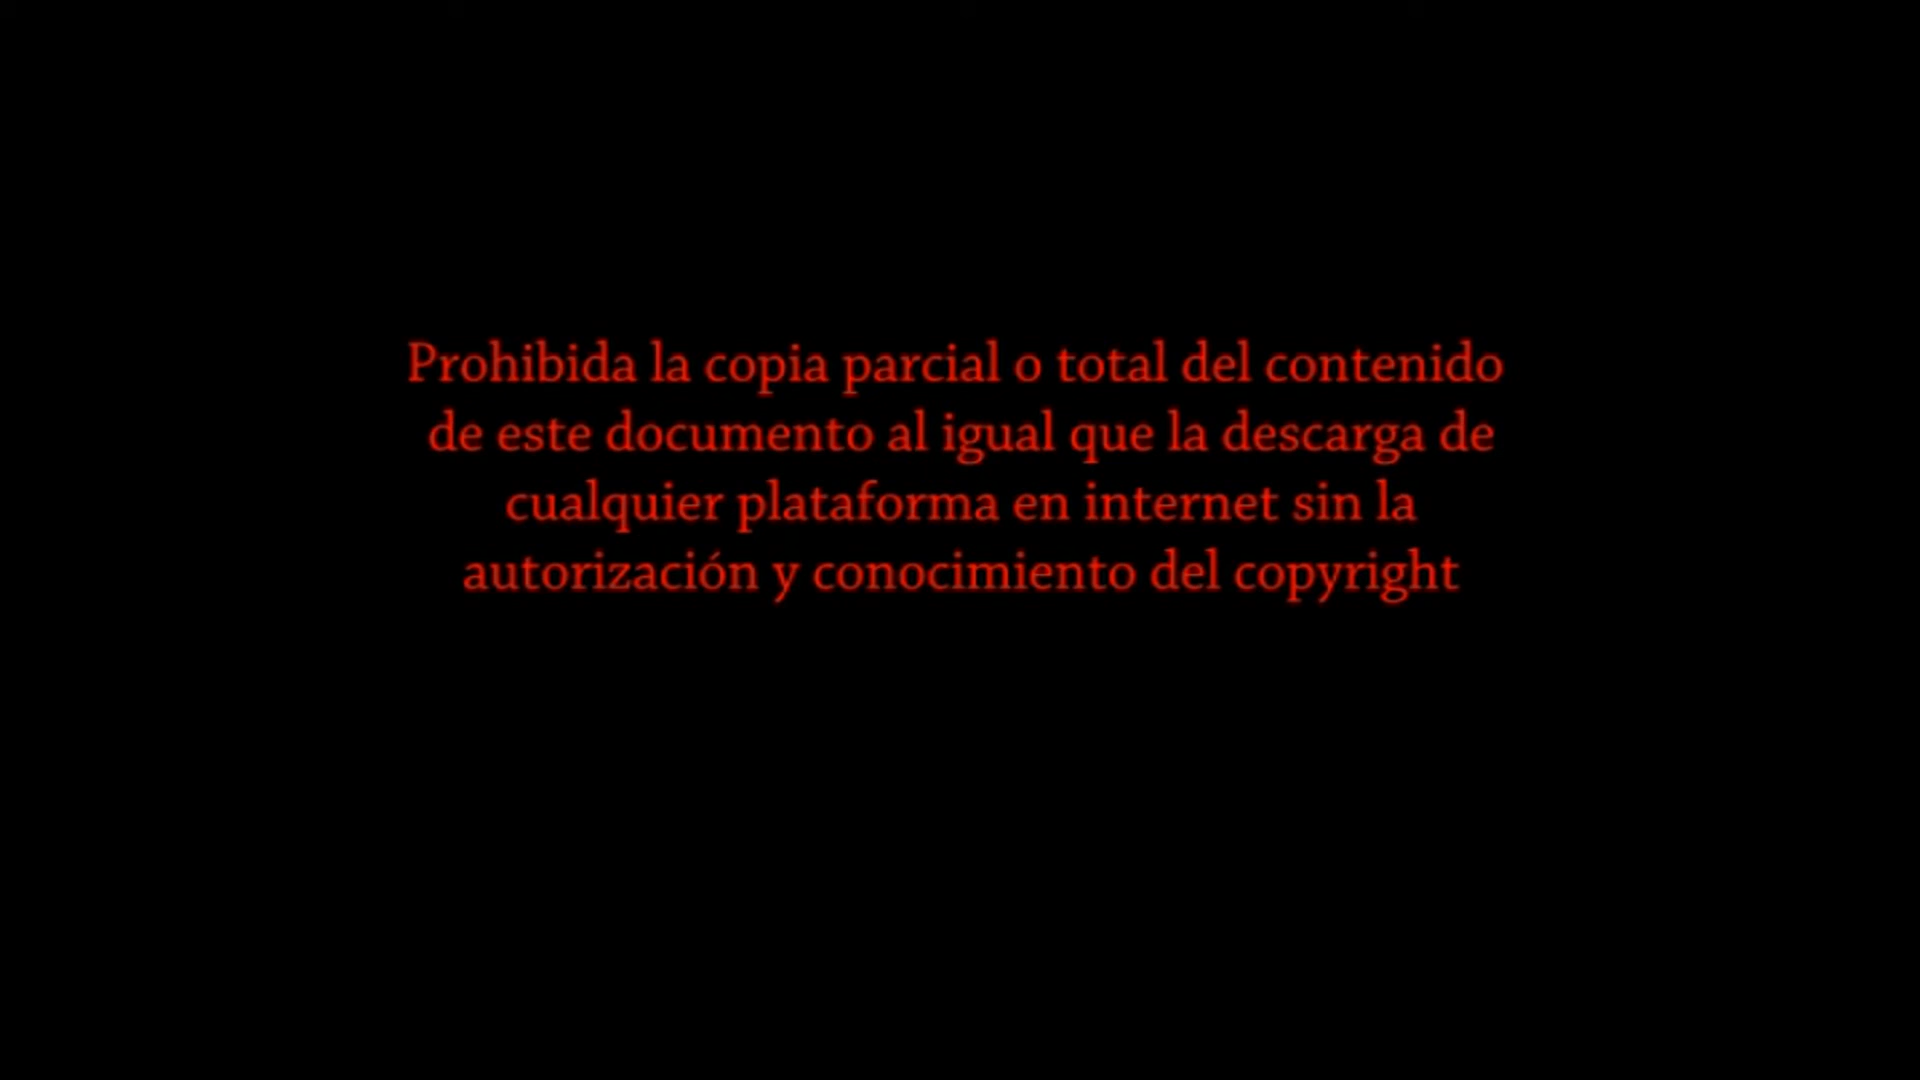 Prohibida la copia parcial o total del contenido
de este documento al igual que la descarga de
cualquier plataforma en internet sin la
autorización y conocimiento del copyright